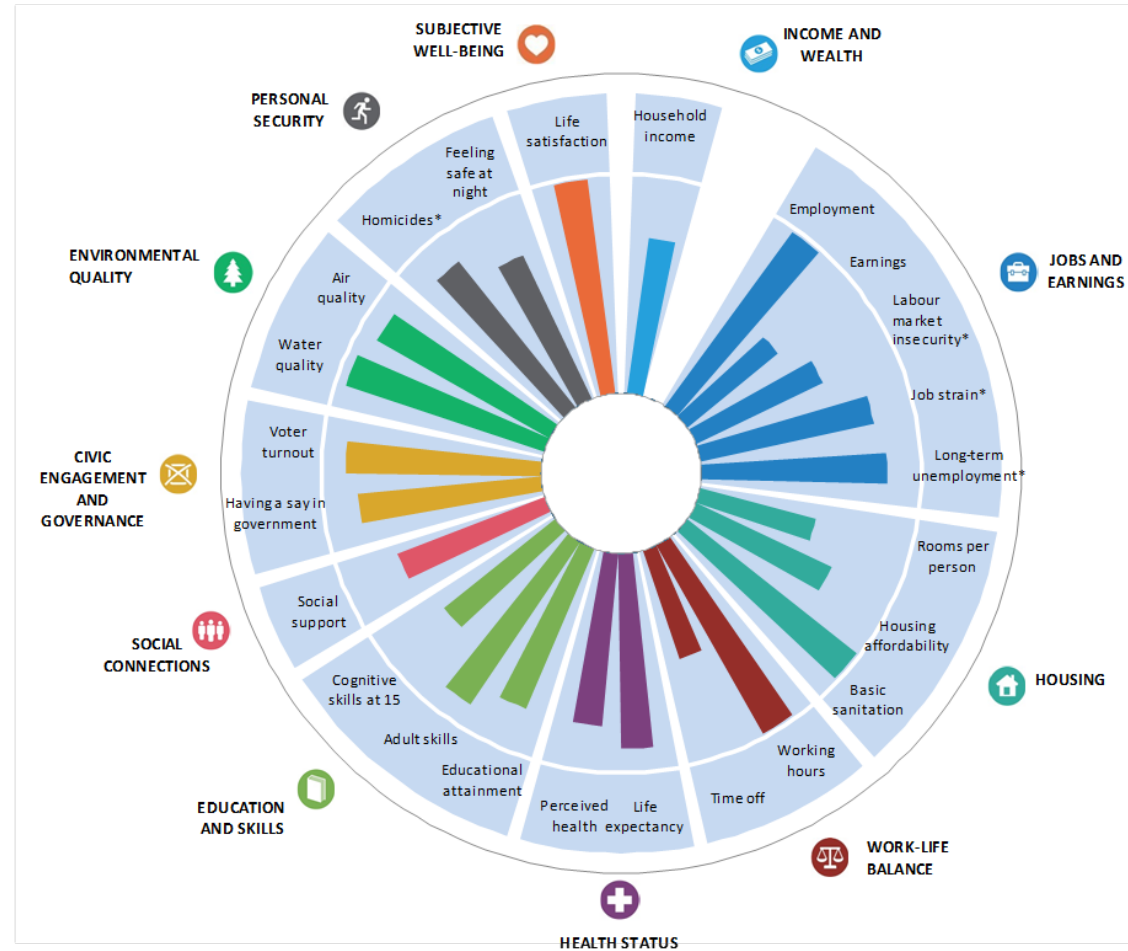 SUBJECTIVE
WELL-BEING
INCOME AND
WEALTH
PERSONAL
SECURITY
Life
satisfaction
Household
income
Feeling
safe at
night
Homicides*
Employment
ENVIRONMENTAL
QUALITY
Air
quality
Earnings
JOBS AND
EARNINGS
Labour
market
insecurity*
Water
quality
Job strain*
Voter
turnout
Long-term
unemployment*
CIVIC
ENGAGEMENT
AND
GOVERNANCE
Having a say in
government
Rooms per
person
Social
support
SOCIAL
CONNECTIONS
Housing
affordability
HOUSING
Cognitive
skills at 15
Basic
sanitation
Adult skills
Working
hours
Educational
attainment
Time off
EDUCATION
AND SKILLS
Perceived
health
Life
expectancy
WORK-LIFE
BALANCE
HEALTH STATUS